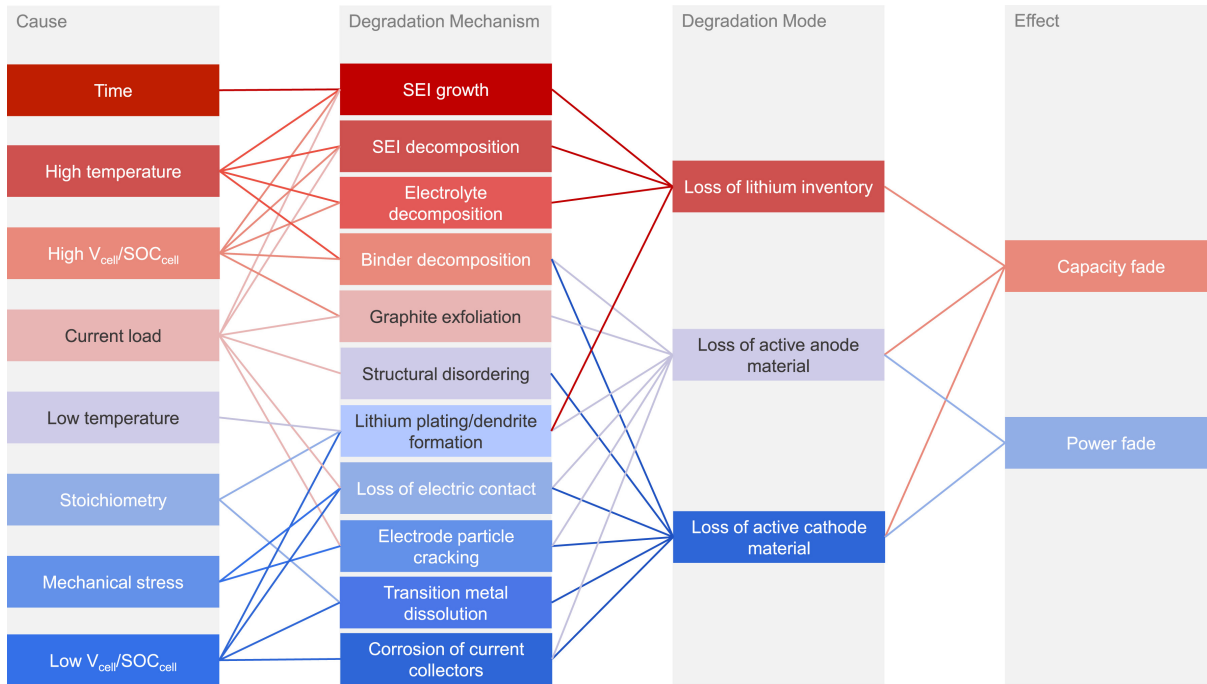 Cause
Time
High temperature
High Vcell/SOCcell
Current load
Low temperature
Stoichiometry
Mechanical stress
Low Vcell/SOCcell
Degradation Mechanism
SEI growth
SEI decomposition
Electrolyte
decomposition
Binder decomposition
Graphite exfoliation
Structural disordering
Lithium plating/dendrite
formation
Loss of electric contact
Electrode particle
cracking
Transition metal
dissolution
Corrosion of current
collectors
Degradation Mode
Loss of lithium inventory
Loss of active anode
material
Loss of active cathode
material
Effect
Capacity fade
Power fade